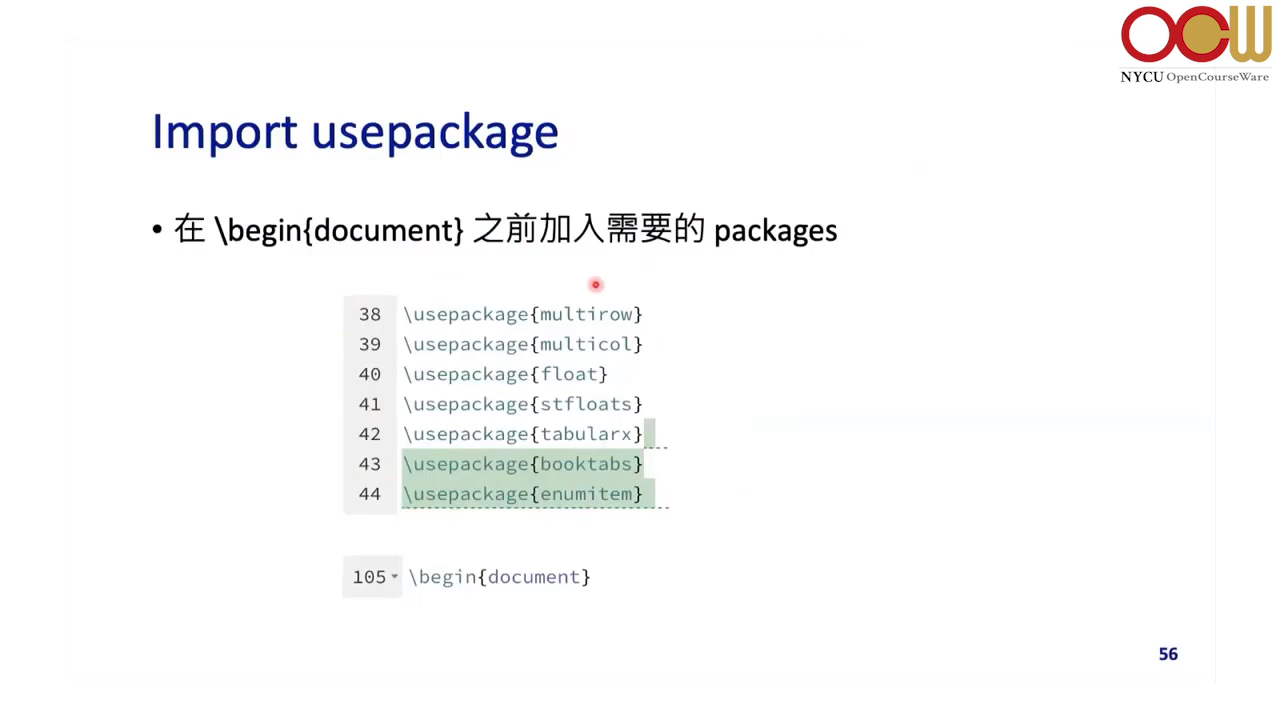 OCW
NYCU OpenCourseWare
Import usepackage
• 在 \begin{document} 之前加入需要的 packages
38 \usepackage{multirow}
39 \usepackage{multicol}
40 \usepackage{float}
41 \usepackage{stfloats}
42 \usepackage{tabularx}
43 \usepackage{booktabs}
44 \usepackage{enumitem}
105 \begin{document}
56